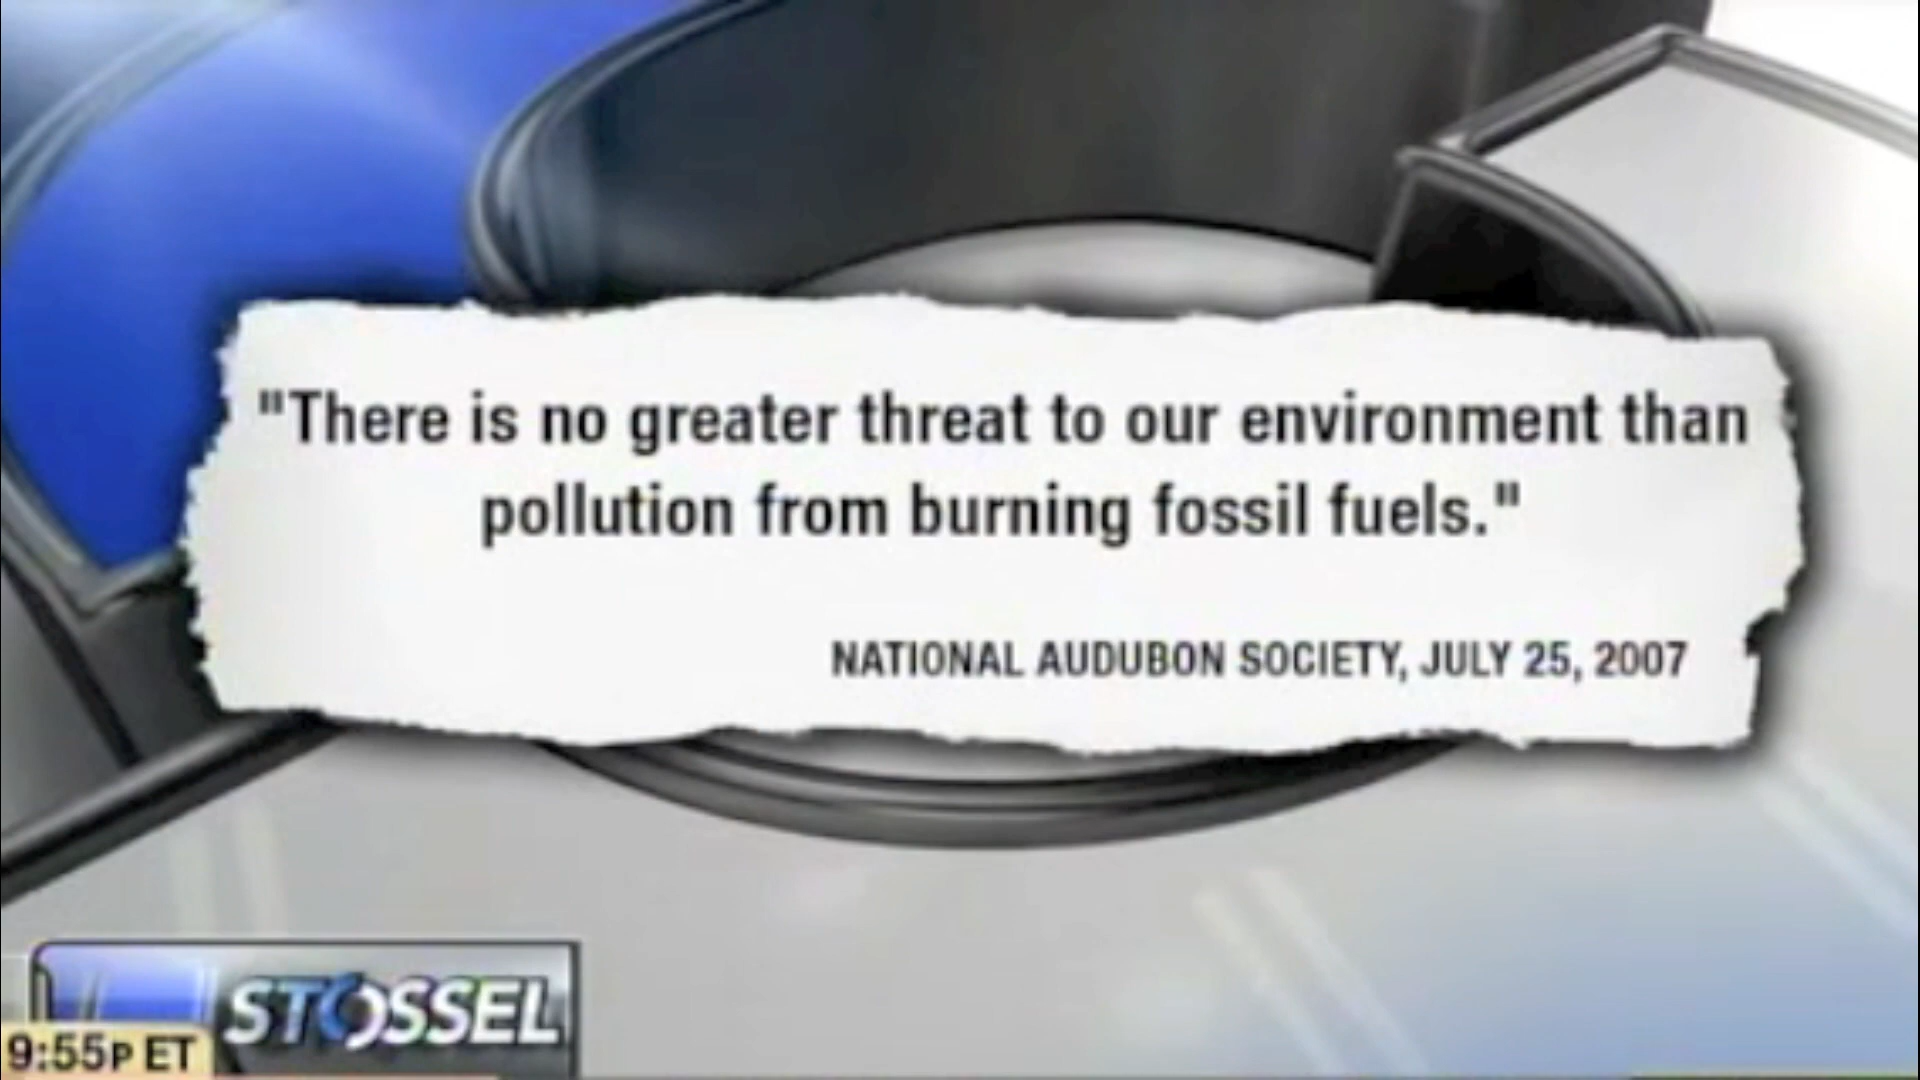 "There is no greater threat to our environment than
pollution from burning fossil fuels."
NATIONAL AUDUBON SOCIETY, JULY 25, 2007
STOSSEL
9:55P ET